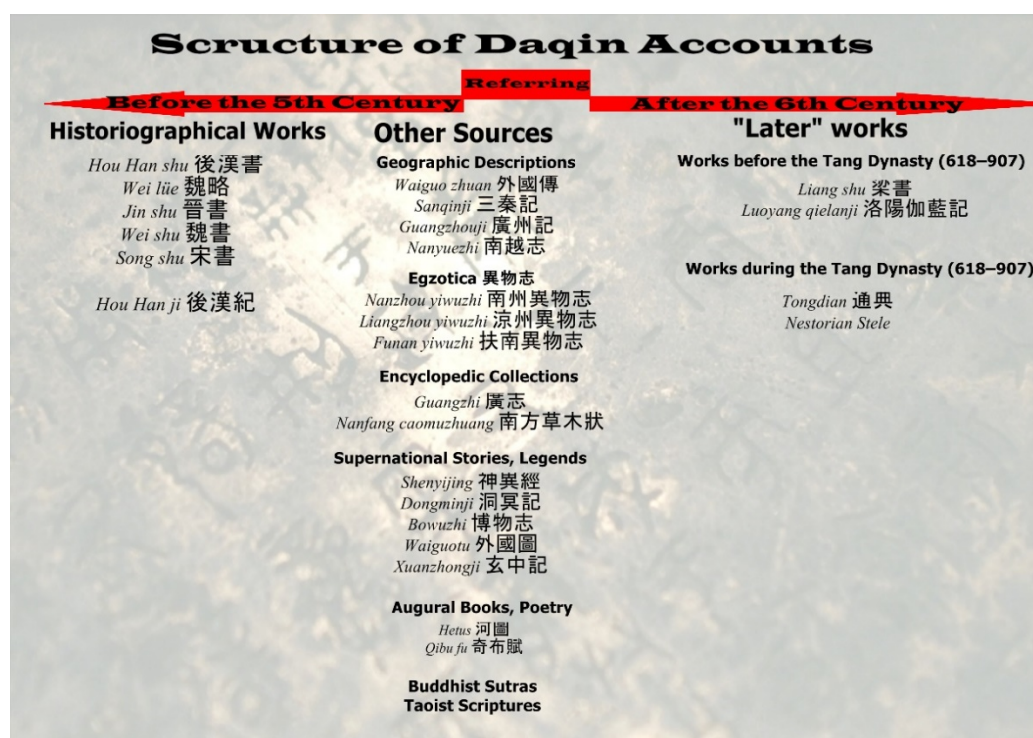 Scructure of Daqin Accounts
Referring
Before the 5th Century
After the 6th Century
Historiographical Works
Hou Han shu 後漢書
Wei lüe 魏略
Jin shu 晉書
Wei shu 魏書
Song shu 宋書
Hou Han ji 後漢紀
Other Sources
Geographic Descriptions
Waiguo zhuan 外國傳
Sanqinji 三秦記
Guangzhouji 廣州記
Nanyuezhi 南越志
Egzotica 異物志
Nanzhou yiwuzhi 南州異物志
Liangzhou yiwuzhi 涼州異物志
Funan yiwuzhi 扶南異物志
Encyclopedic Collections
Guangzhi 廣志
Nanfang caomuzhuang 南方草木狀
Supernational Stories, Legends
Shenyijing 神異經
Dongminji 洞冥記
Bowuzhi 博物志
Waiguotu 外國圖
Xuanzhongji 玄中記
Augural Books, Poetry
Hetus 河圖
Qibu fu 奇布賦
Buddhist Sutras
Taoist Scriptures
"Later" works
Works before the Tang Dynasty (618–907)
Liang shu 梁書
Luoyang qielanji 洛陽伽藍記
Works during the Tang Dynasty (618–907)
Tongdian 通典
Nestorian Stele